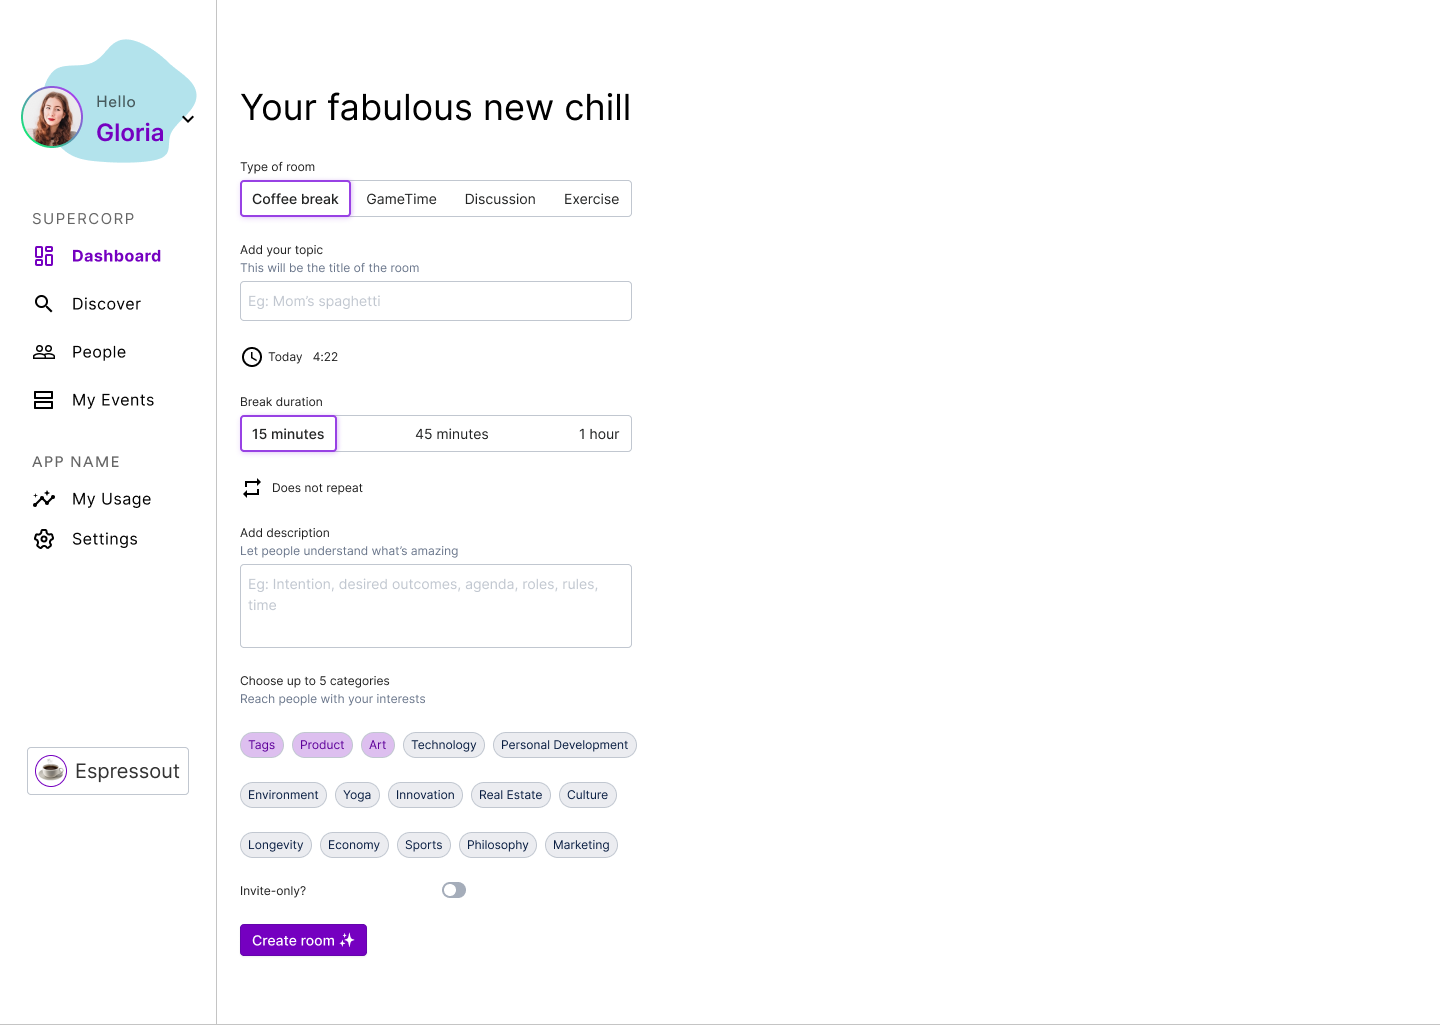 Hello
Gloria
SUPERCORP
Dashboard
Discover
People
My Events
APP NAME
My Usage
Settings
Espressout
Your fabulous new chill
Type of room
Coffee break GameTime Discussion Exercise
Add your topic
This will be the title of the room
Eg: Mom's spaghetti
Today 4:22
Break duration
15 minutes 45 minutes 1 hour
Does not repeat
Add description
Let people understand what's amazing
Eg: Intention, desired outcomes, agenda, roles, rules,
time
Choose up to 5 categories
Reach people with your interests
Tags Product Art Technology Personal Development
Environment Yoga Innovation Real Estate Culture
Longevity Economy Sports Philosophy Marketing
Invite-only?
Create room ✨